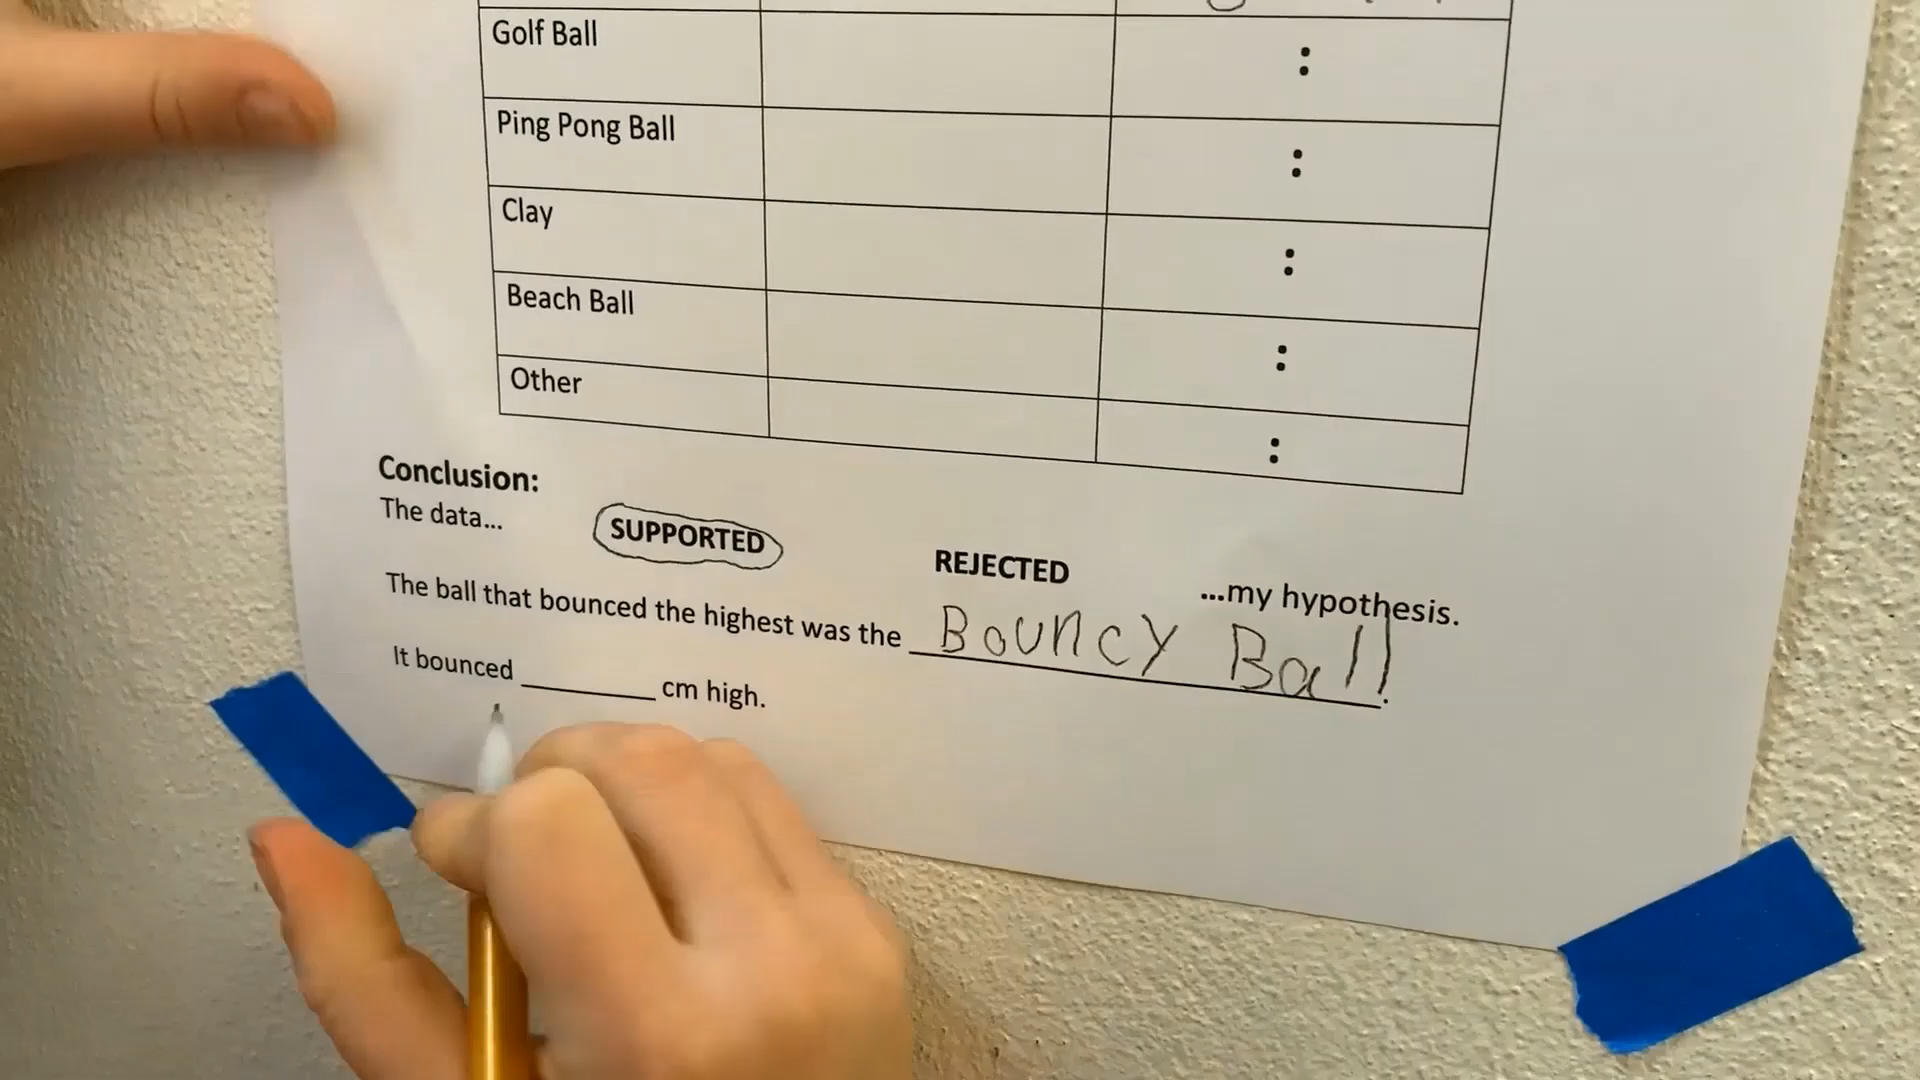 Golf Ball :
Ping Pong Ball :
Clay :
Beach Ball :
Other :
Conclusion:
The data... SUPPORTED REJECTED ...my hypothesis.
The ball that bounced the highest was the Bouncy Ball.
It bounced ________ cm high.